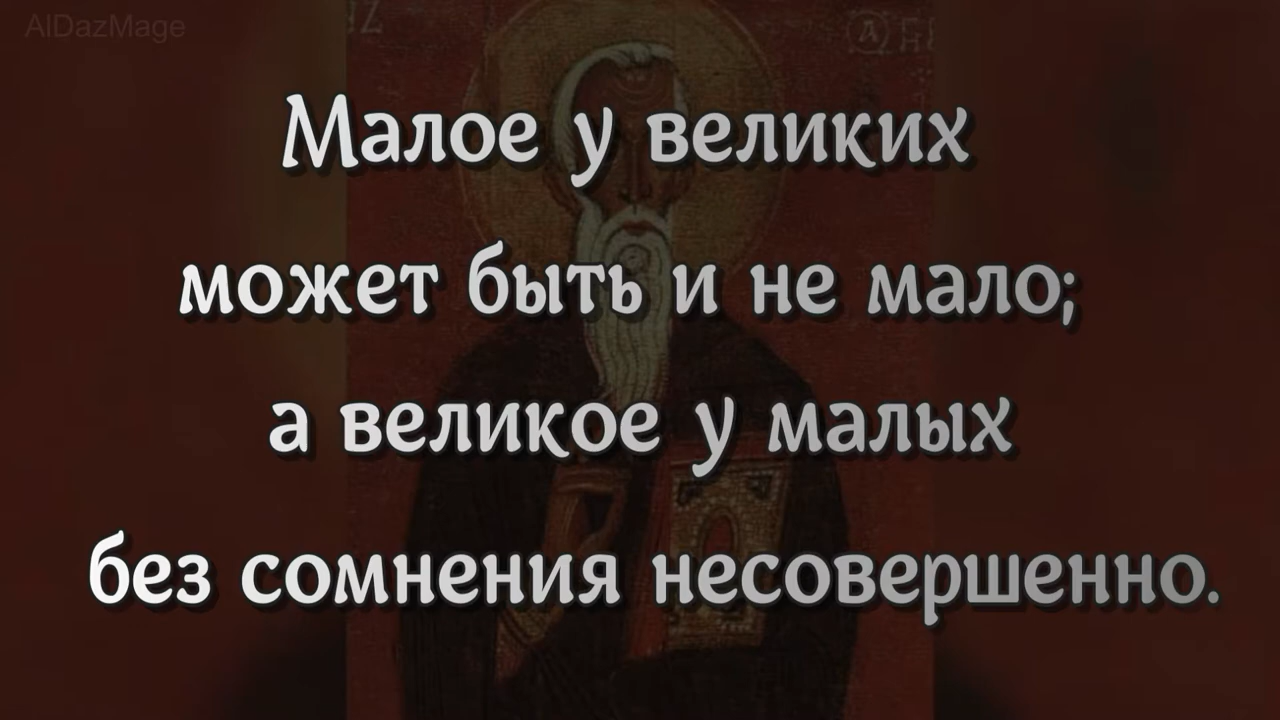 AlDazMage
Малое у великих
может быть и не мало;
а великое у малых
без сомнения несовершенно.